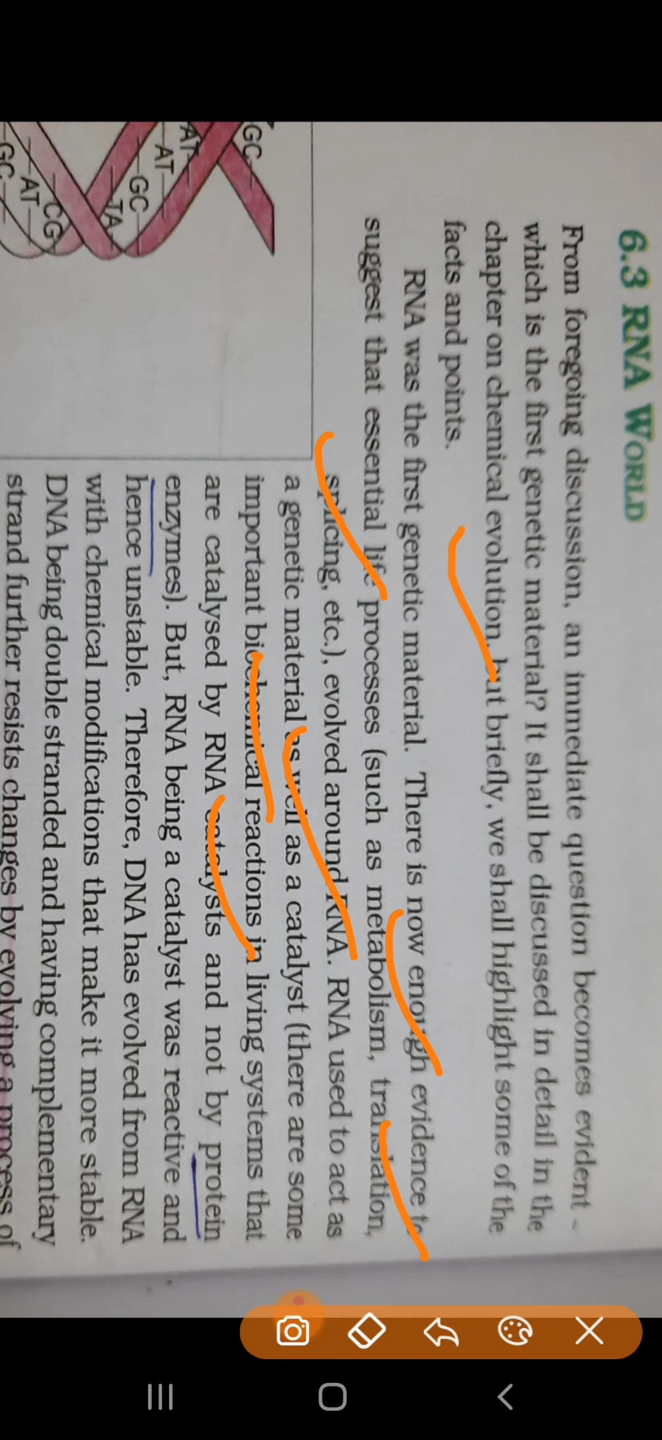 6.3 RNA WORLD
From foregoing discussion, an immediate question becomes evident –
which is the first genetic material? It shall be discussed in detail in the
chapter on chemical evolution, but briefly, we shall highlight some of the
facts and points.
RNA was the first genetic material. There is now enough evidence to
suggest that essential life processes (such as metabolism, translation,
splicing, etc.), evolved around RNA. RNA used to act as
a genetic material as well as a catalyst (there are some
important biochemical reactions in living systems that
are catalysed by RNA catalysts and not by protein
enzymes). But, RNA being a catalyst was reactive and
hence unstable. Therefore, DNA has evolved from RNA
with chemical modifications that make it more stable.
DNA being double stranded and having complementary
strand further resists changes by evolving a process of
GC
AT
AT
GC
TA
CG
AT
GC